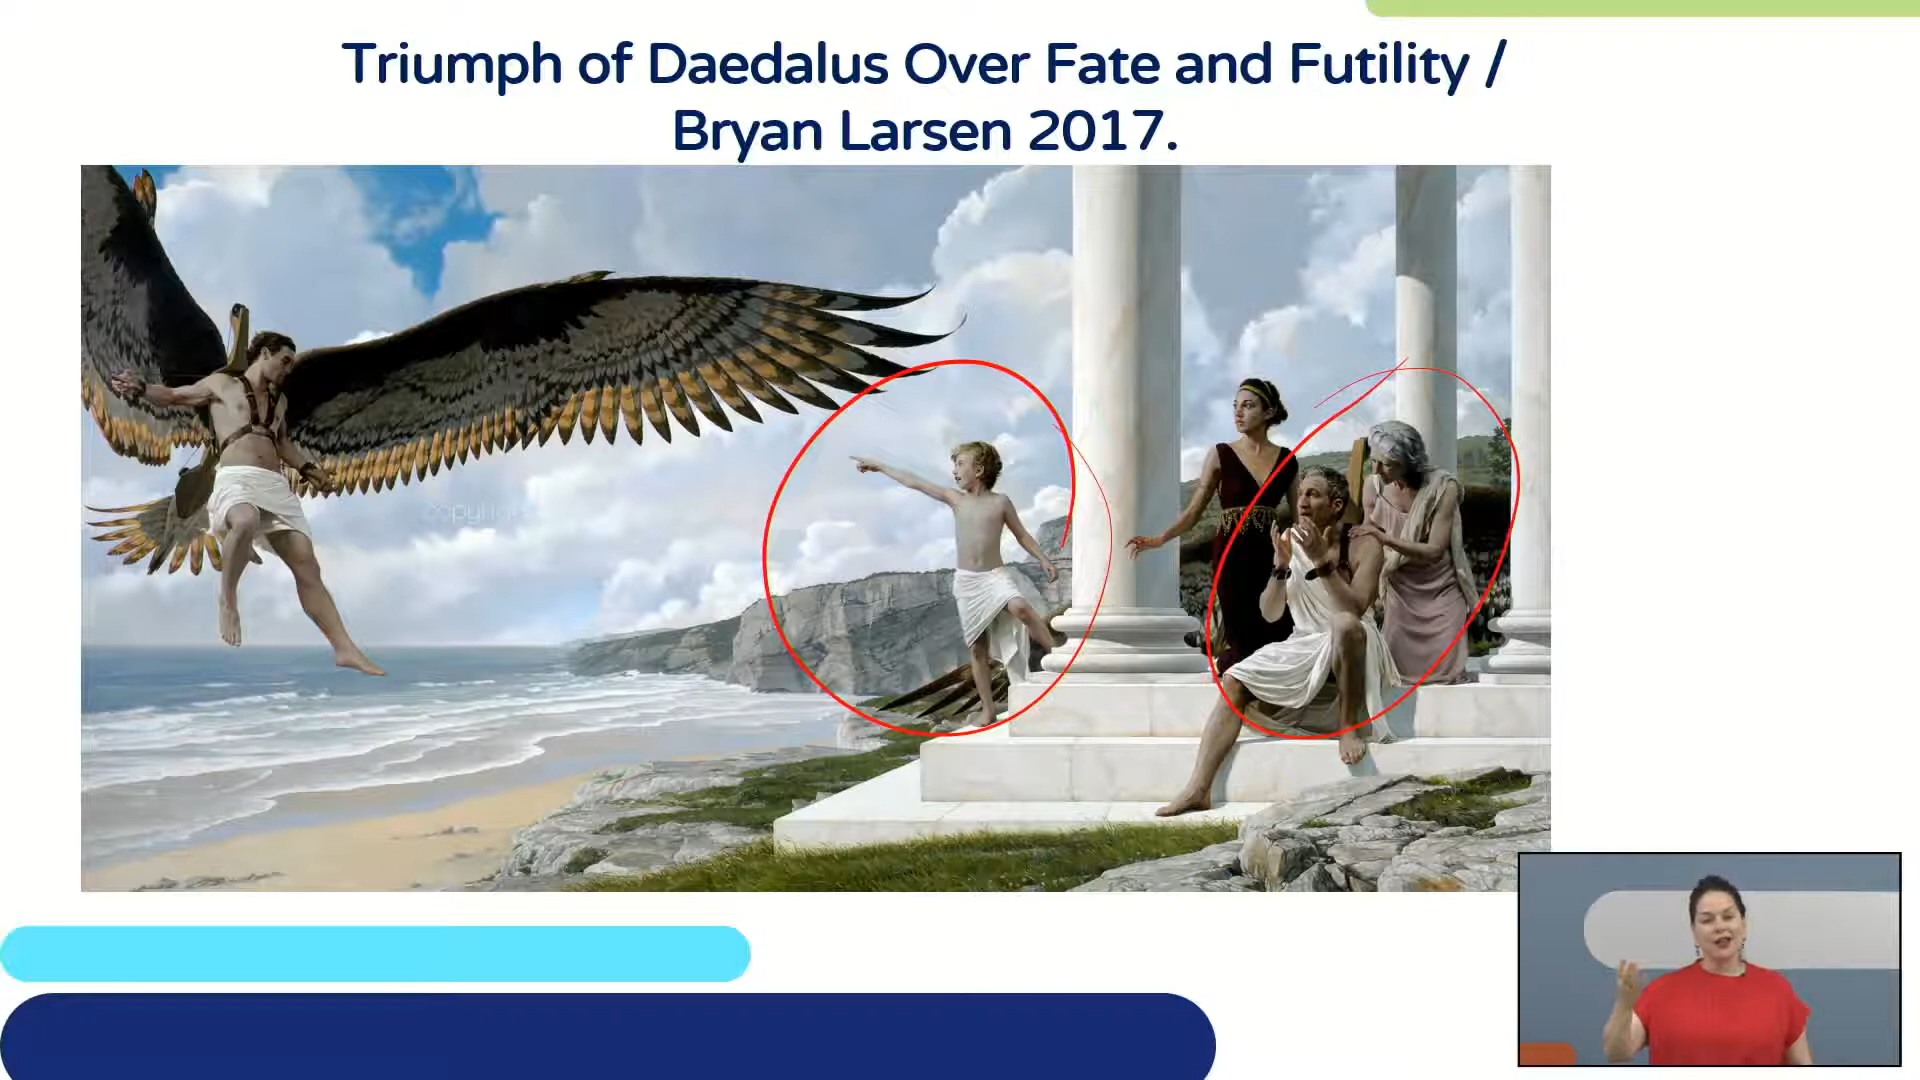 Triumph of Daedalus Over Fate and Futility /
Bryan Larsen 2017.